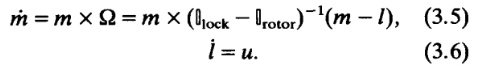 ṁ = m × Ω = m × (𝕀lock − 𝕀rotor)⁻¹(m − l), (3.5)
l̇ = u. (3.6)